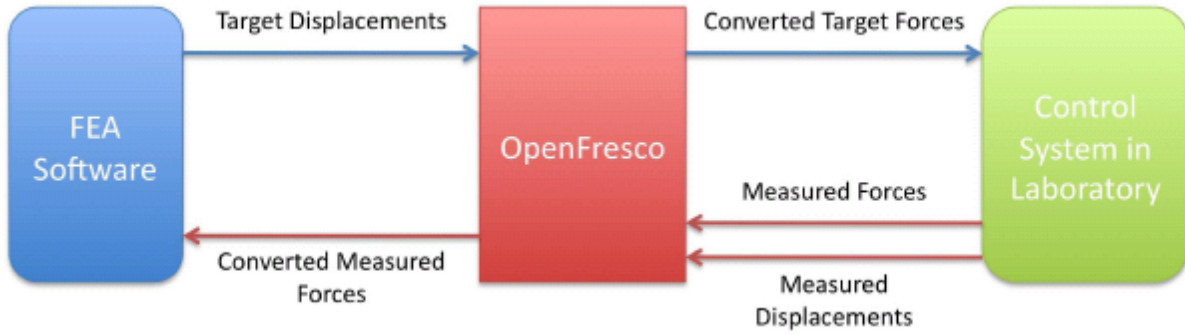 Target Displacements
Converted Target Forces
FEA
Software
OpenFresco
Control
System in
Laboratory
Measured Forces
Converted Measured
Forces
Measured
Displacements